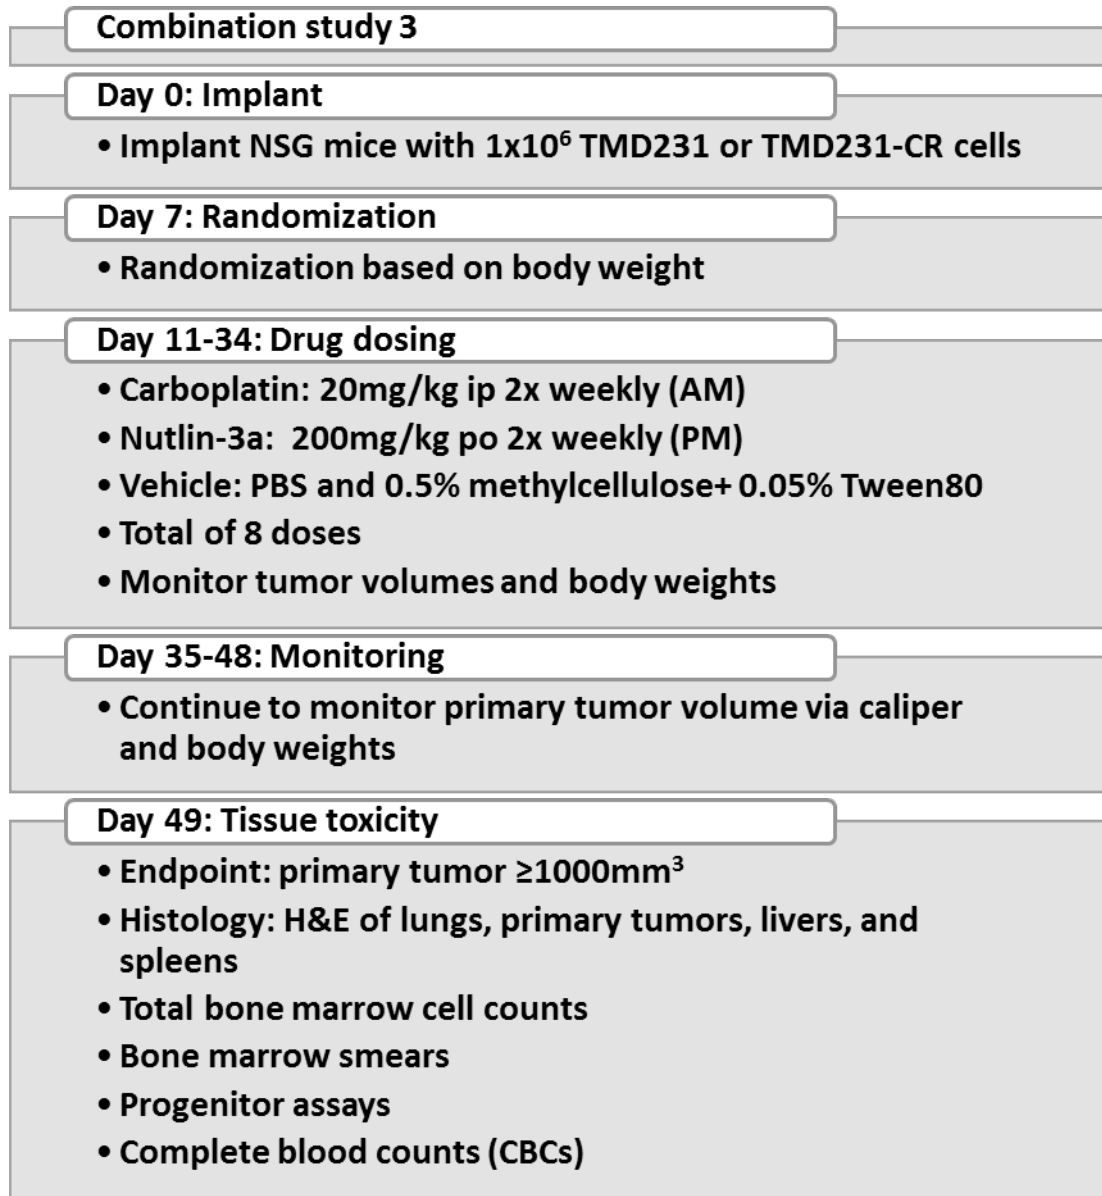 Combination study 3
Day 0: Implant
• Implant NSG mice with 1x10⁶ TMD231 or TMD231-CR cells
Day 7: Randomization
• Randomization based on body weight
Day 11-34: Drug dosing
• Carboplatin: 20mg/kg ip 2x weekly (AM)
• Nutlin-3a: 200mg/kg po 2x weekly (PM)
• Vehicle: PBS and 0.5% methylcellulose+ 0.05% Tween80
• Total of 8 doses
• Monitor tumor volumes and body weights
Day 35-48: Monitoring
• Continue to monitor primary tumor volume via caliper
and body weights
Day 49: Tissue toxicity
• Endpoint: primary tumor ≥1000mm³
• Histology: H&E of lungs, primary tumors, livers, and
spleens
• Total bone marrow cell counts
• Bone marrow smears
• Progenitor assays
• Complete blood counts (CBCs)